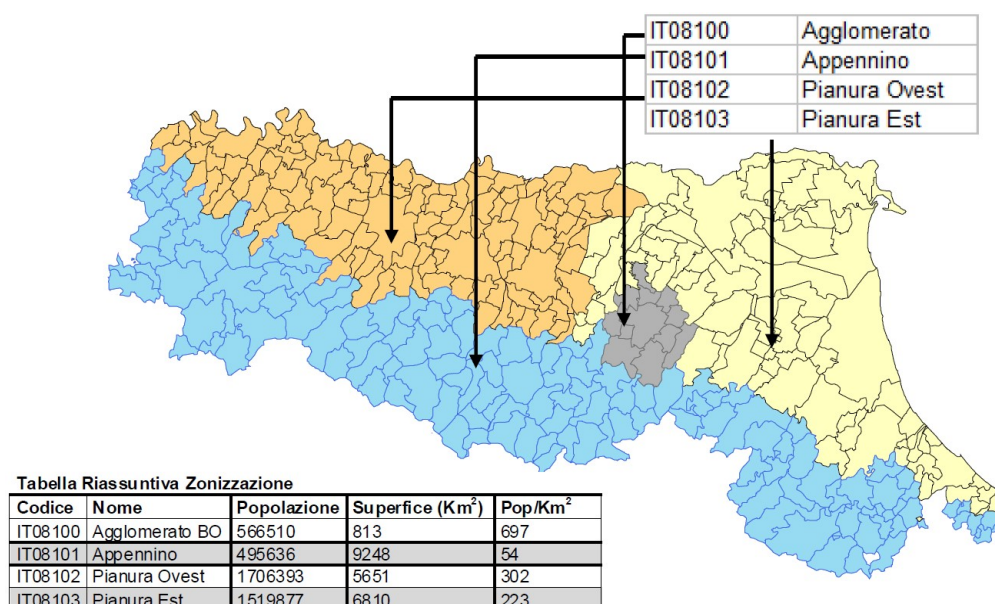 IT08100 Agglomerato
IT08101 Appennino
IT08102 Pianura Ovest
IT08103 Pianura Est
Tabella Riassuntiva Zonizzazione
Codice Nome Popolazione Superfice (Km²) Pop/Km²
IT08100 Agglomerato BO 566510 813 697
IT08101 Appennino 495636 9248 54
IT08102 Pianura Ovest 1706393 5651 302
IT08103 Pianura Est 1519877 6810 223